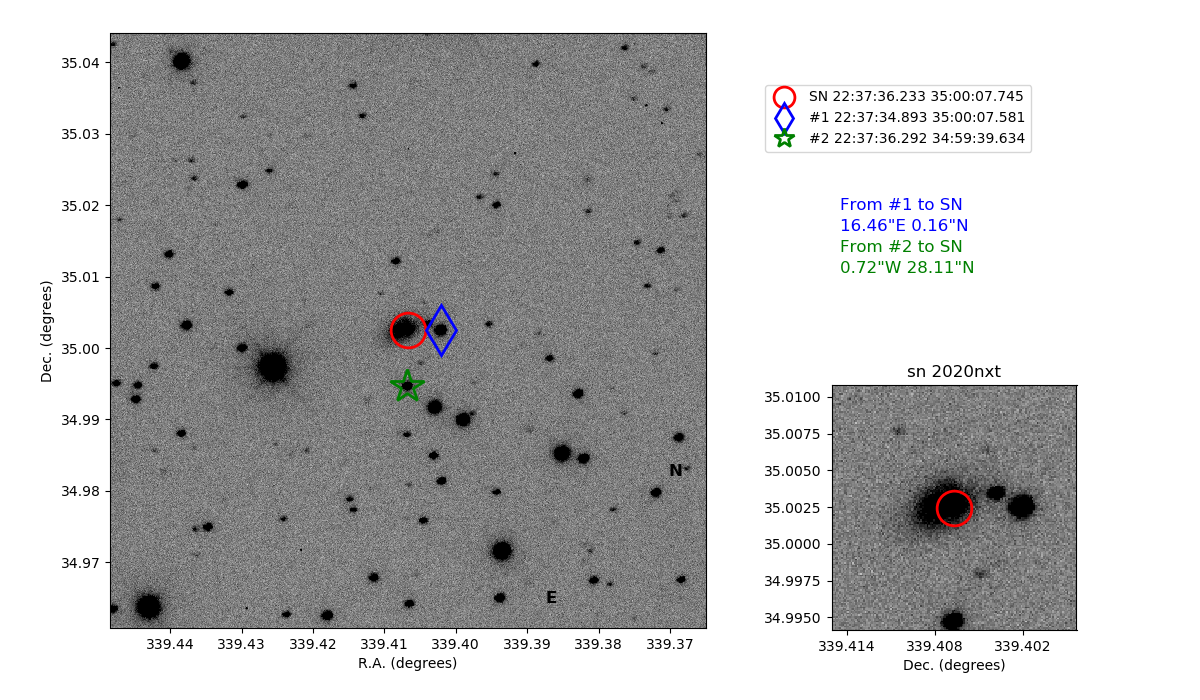 35.04
35.03
35.02
35.01
35.00
34.99
34.98
34.97
Dec. (degrees)
339.44 339.43 339.42 339.41 339.40 339.39 339.38 339.37
R.A. (degrees)
N
E
SN 22:37:36.233 35:00:07.745
#1 22:37:34.893 35:00:07.581
#2 22:37:36.292 34:59:39.634
From #1 to SN
16.46"E 0.16"N
From #2 to SN
0.72"W 28.11"N
sn 2020nxt
35.0100
35.0075
35.0050
35.0025
35.0000
34.9975
34.9950
339.414 339.408 339.402
Dec. (degrees)